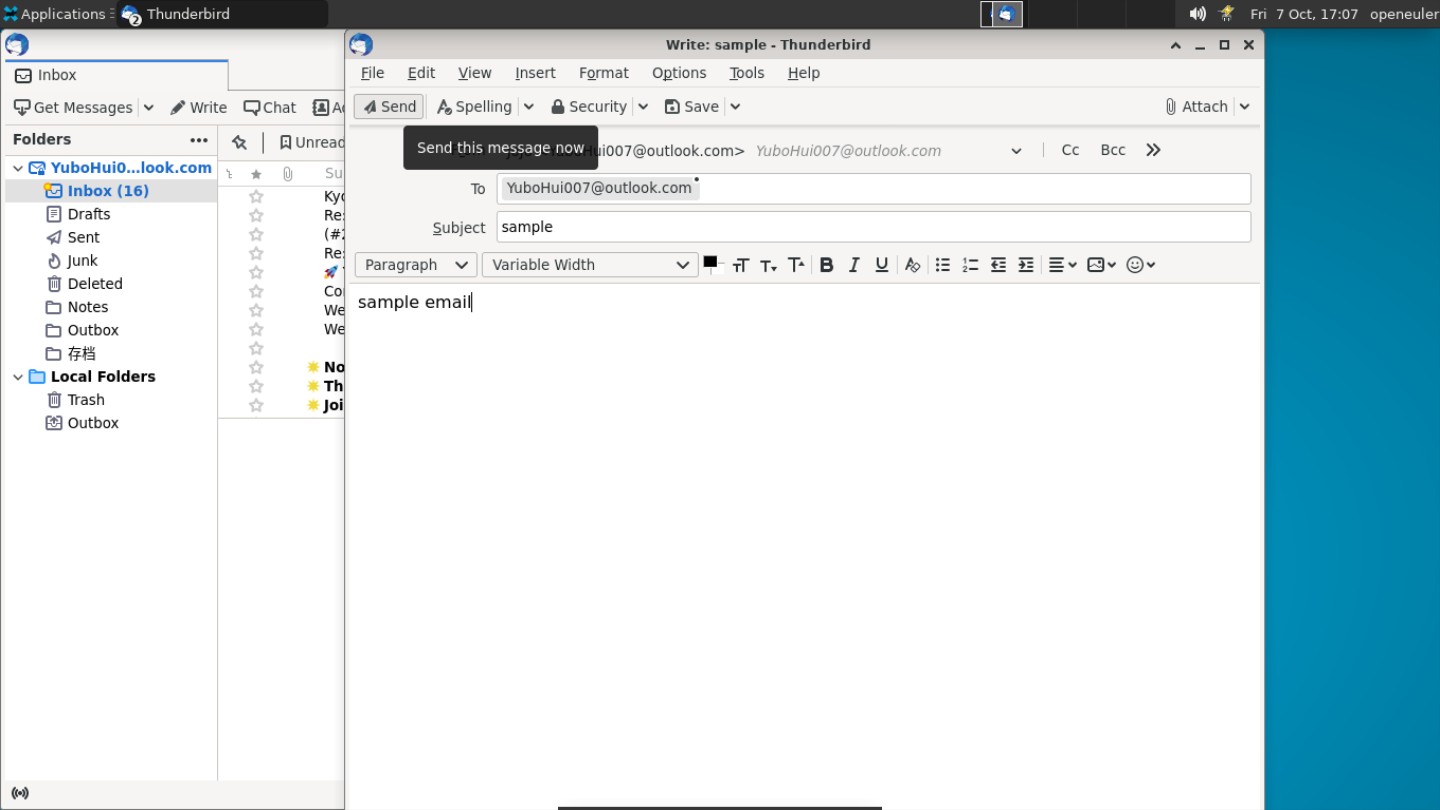 Applications
Thunderbird
2
Fri 7 Oct, 17:07
openeuler
Write: sample - Thunderbird
Inbox
File Edit View Insert Format Options Tools Help
Get Messages
Write
Chat
Send
Spelling
Security
Save
Attach
Folders
Unread
Send this message now
ui007@outlook.com> YuboHui007@outlook.com
Cc Bcc
YuboHui0...look.com
Su
Inbox (16)
To YuboHui007@outlook.com
Drafts
Sent
Subject sample
Junk
Paragraph Variable Width
Deleted
Notes
sample email
Outbox
存档
Local Folders
Trash
Outbox
Kyo
Re:
(#2
Re:
Co
We
We
No
Th
Joi